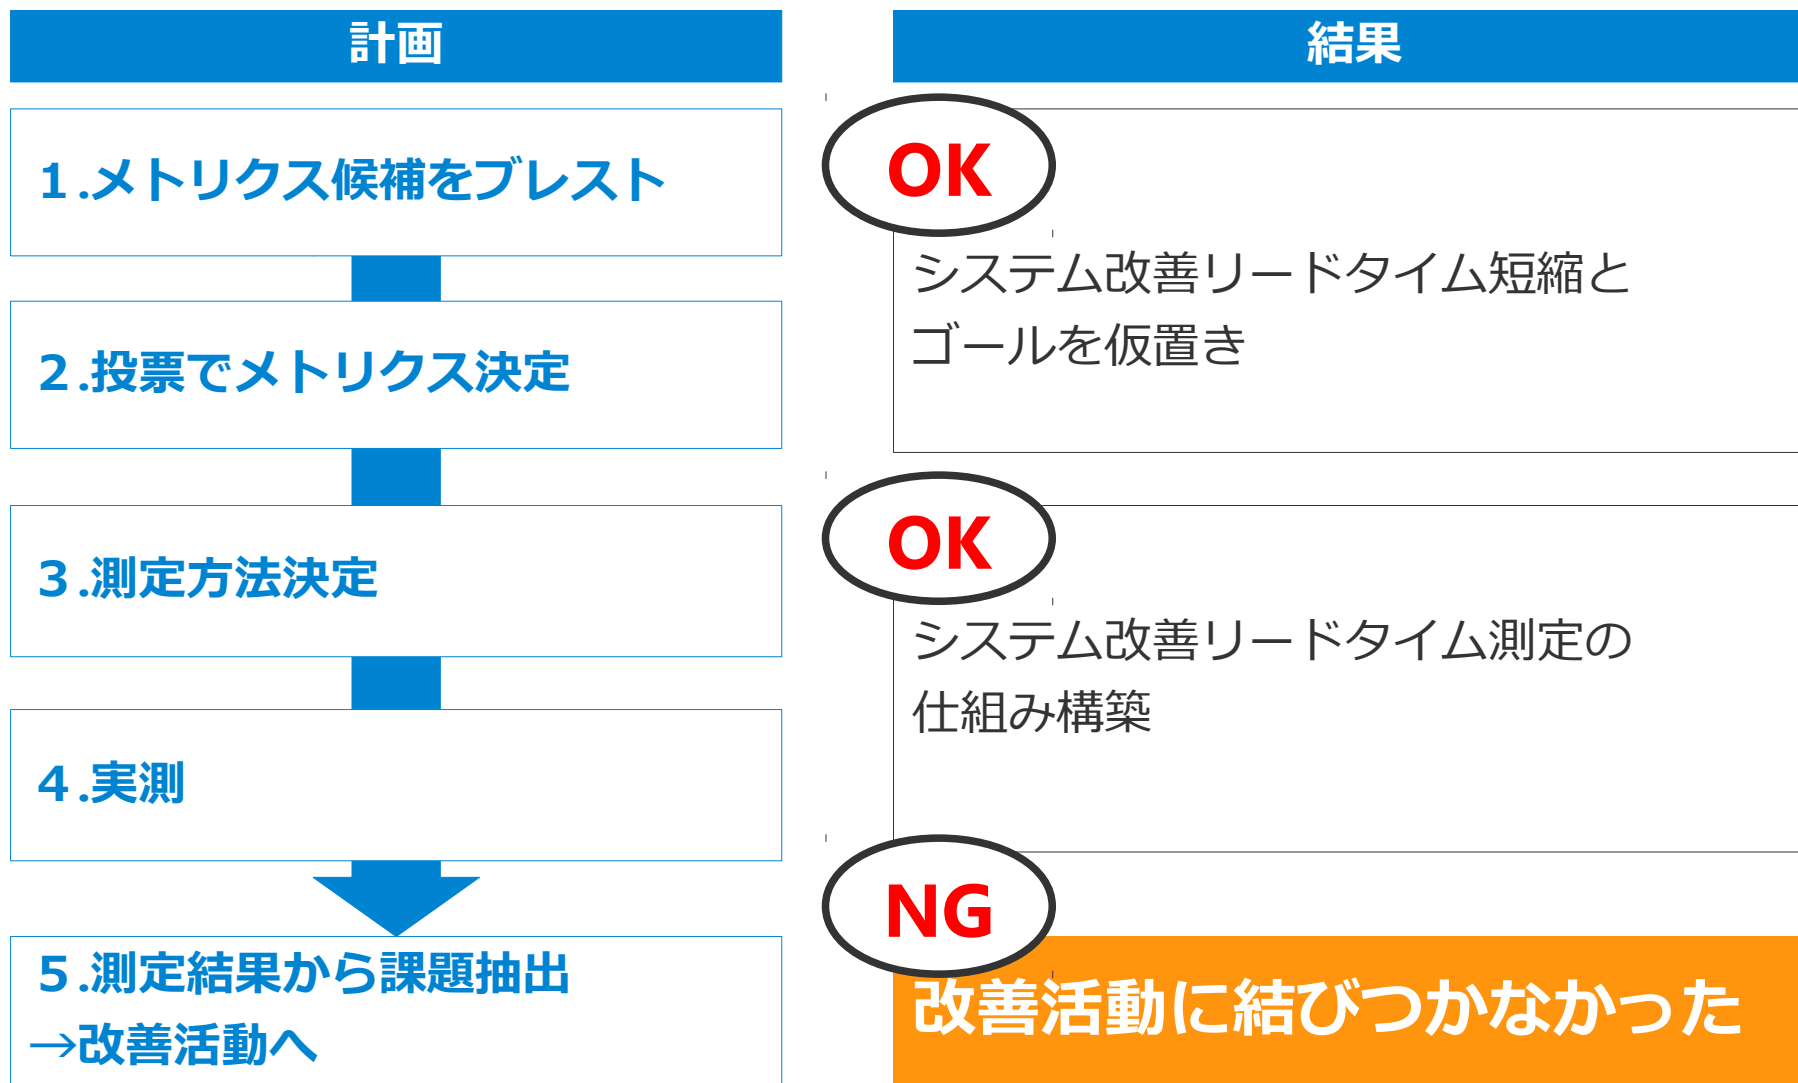 計画
１.メトリクス候補をブレスト
２.投票でメトリクス決定
３.測定方法決定
４.実測
５.測定結果から課題抽出
→改善活動へ
結果
OK
システム改善リードタイム短縮と
ゴールを仮置き
OK
システム改善リードタイム測定の
仕組み構築
NG
改善活動に結びつかなかった